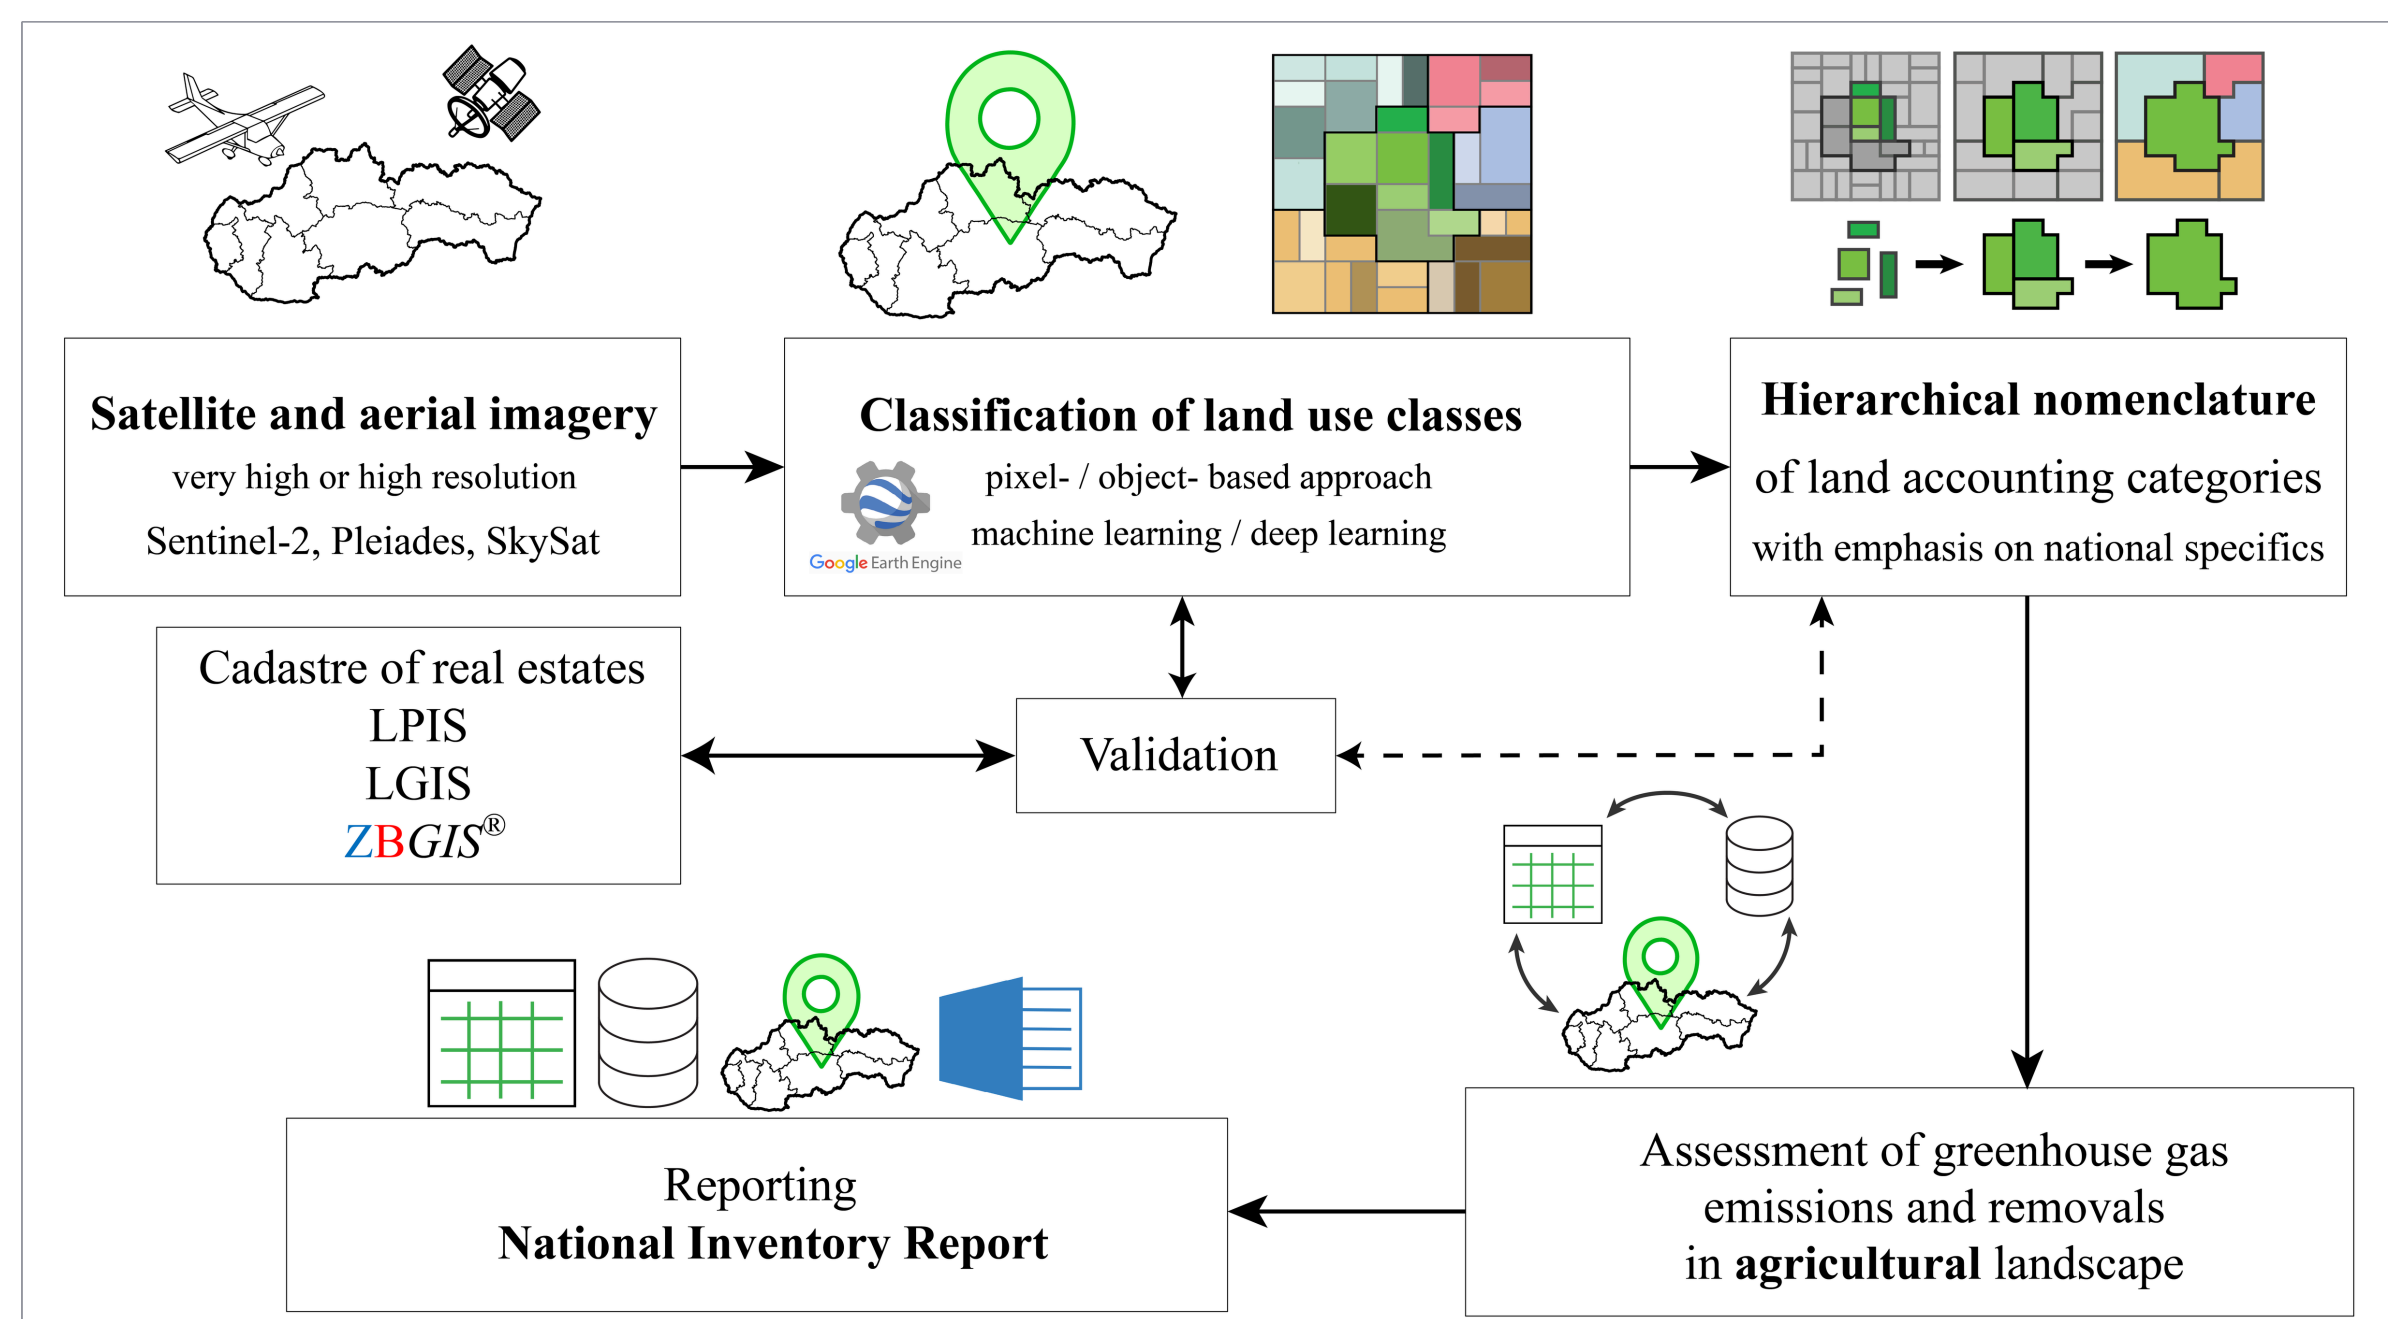 Satellite and aerial imagery
very high or high resolution
Sentinel-2, Pleiades, SkySat
Classification of land use classes
pixel- / object- based approach
machine learning / deep learning
Google Earth Engine
Hierarchical nomenclature
of land accounting categories
with emphasis on national specifics
Cadastre of real estates
LPIS
LGIS
ZBGIS®
Validation
Assessment of greenhouse gas
emissions and removals
in agricultural landscape
Reporting
National Inventory Report